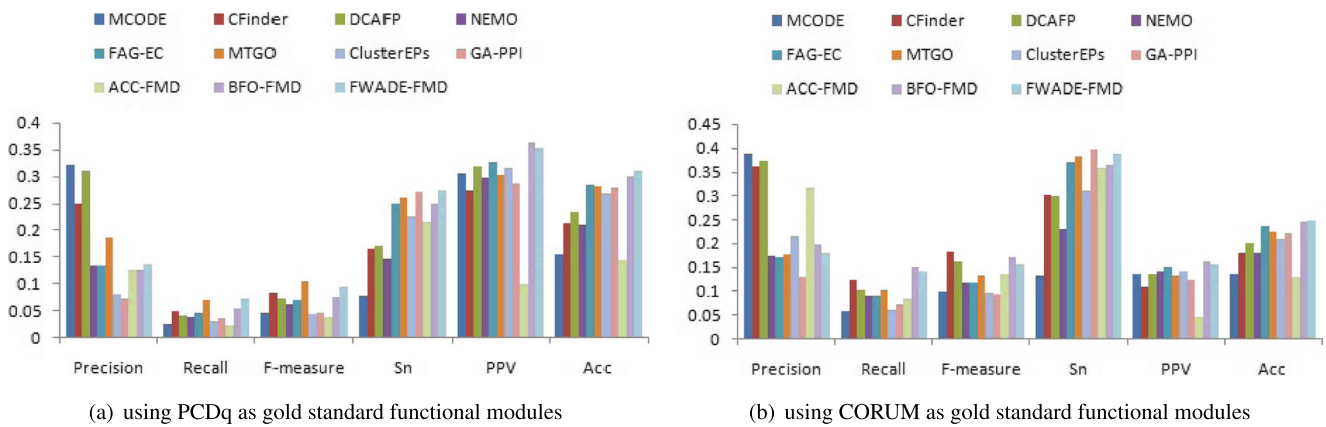 MCODE CFinder DCAFP NEMO
FAG-EC MTGO ClusterEPs GA-PPI
ACC-FMD BFO-FMD FWADE-FMD
0.4
0.35
0.3
0.25
0.2
0.15
0.1
0.05
0
Precision Recall F-measure Sn PPV Acc
(a) using PCDq as gold standard functional modules
MCODE CFinder DCAFP NEMO
FAG-EC MTGO ClusterEPs GA-PPI
ACC-FMD BFO-FMD FWADE-FMD
0.45
0.4
0.35
0.3
0.25
0.2
0.15
0.1
0.05
0
Precision Recall F-measure Sn PPV Acc
(b) using CORUM as gold standard functional modules